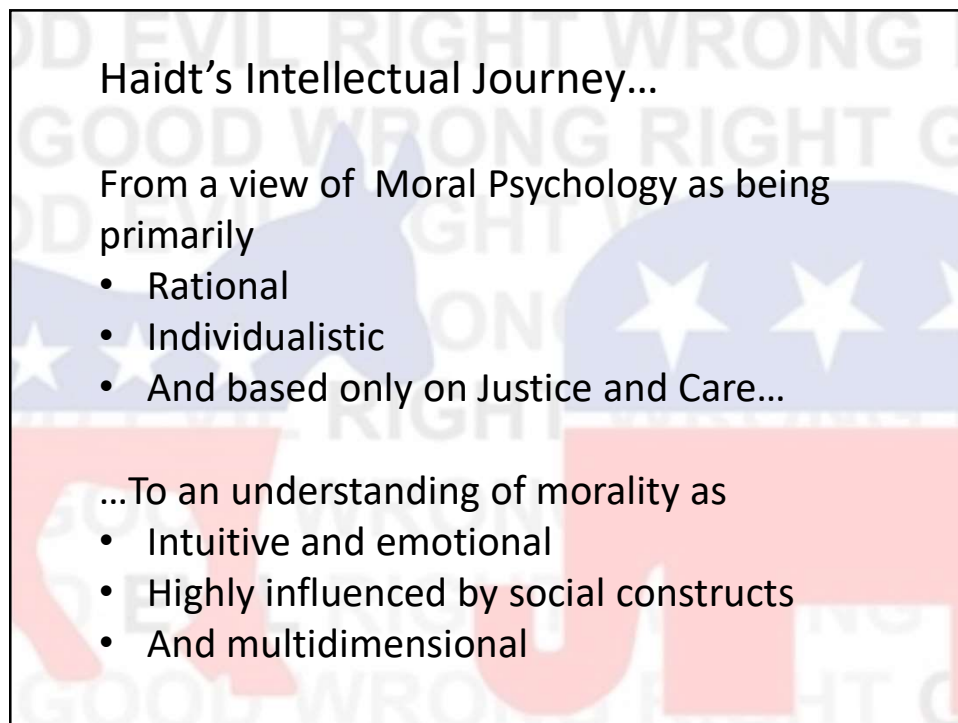 Haidt’s Intellectual Journey…
From a view of  Moral Psychology as being
primarily
• Rational
• Individualistic
• And based only on Justice and Care…
…To an understanding of morality as
• Intuitive and emotional
• Highly influenced by social constructs
• And multidimensional